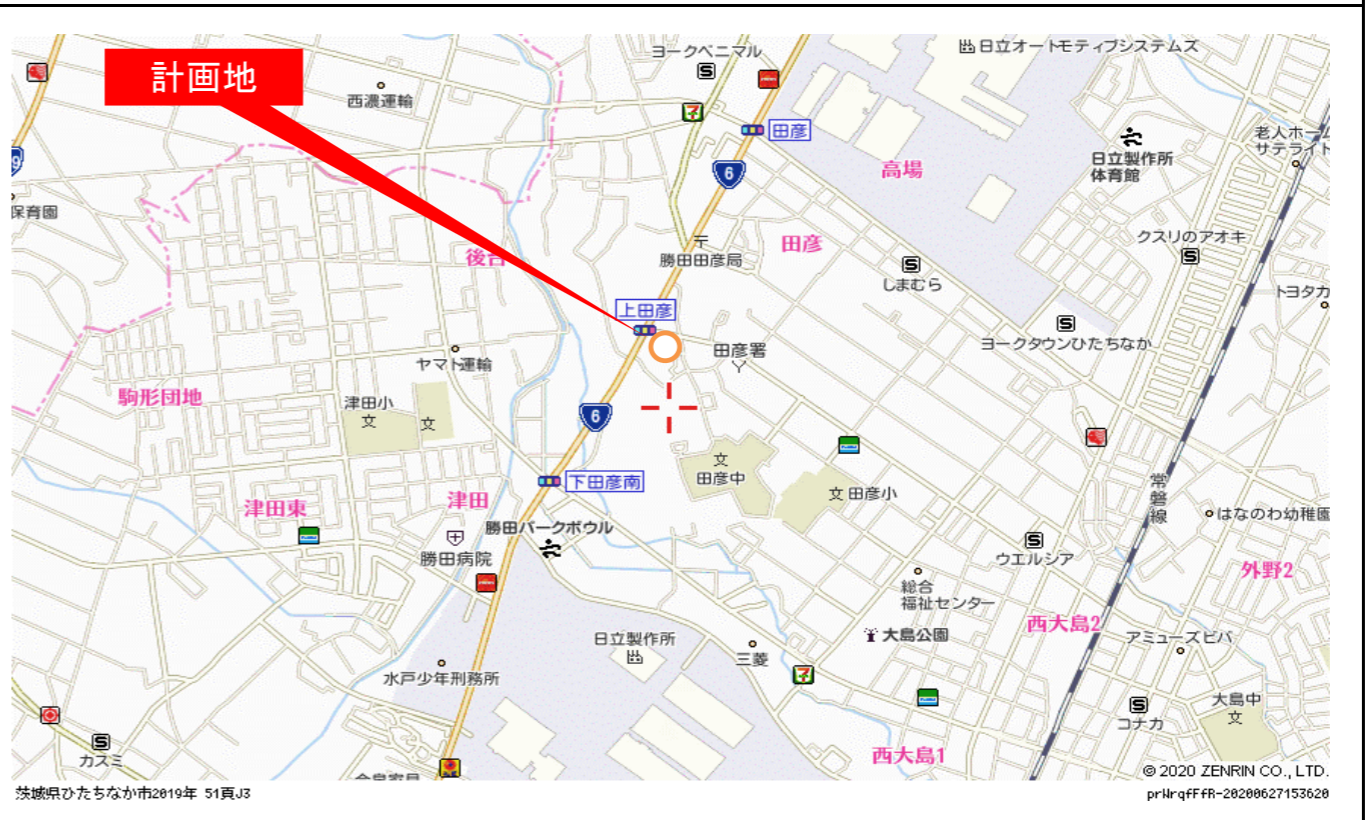 ヨークベニマル
日立オートモティブシステムズ
計画地
西濃運輸
田彦
老人ホーム
サテライト
日立製作所
体育館
6
高場
保育園
クスリのアオキ
田彦
勝田田彦局
後台
しまむら
トヨタカ
上田彦
ヨークタウンひたちなか
田彦署
ヤマト運輸
駒形団地
津田小
文
文
6
文
田彦中
下田彦南
文 田彦小
常磐線
津田東
津田
はなのわ幼稚園
勝田パークボウル
勝田病院
ウエルシア
外野2
総合
福祉センター
西大島2
大島公園
アミューズビバ
日立製作所
三菱
水戸少年刑務所
大島中
文
コナカ
カスミ
西大島1
© 2020 ZENRIN CO., LTD.
茨城県ひたちなか市2019年 51頁J3
prWrqfFfR-20200627153620